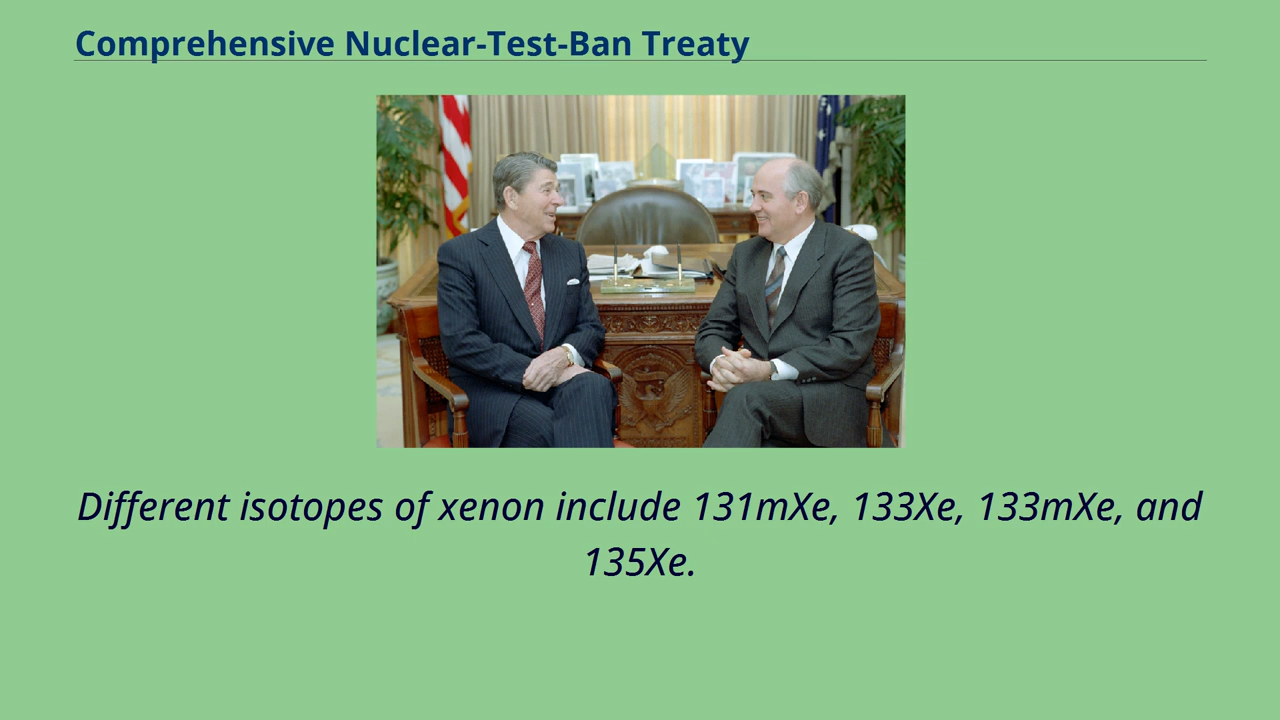 Comprehensive Nuclear-Test-Ban Treaty
Different isotopes of xenon include 131mXe, 133Xe, 133mXe, and
135Xe.